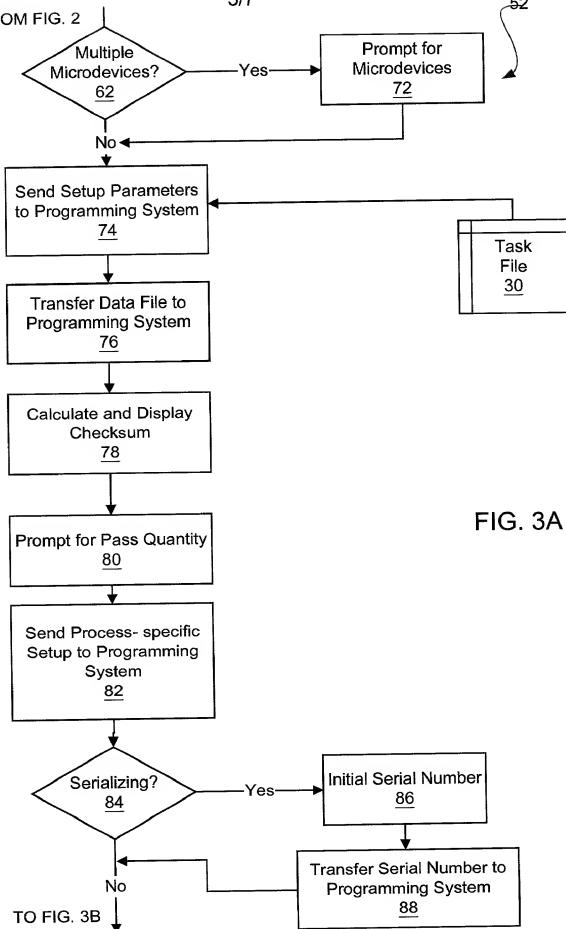 OM FIG. 2
3/7
52
Multiple
Microdevices?
62
Yes
Prompt for
Microdevices
72
No
Send Setup Parameters
to Programming System
74
Task
File
30
Transfer Data File to
Programming System
76
Calculate and Display
Checksum
78
FIG. 3A
Prompt for Pass Quantity
80
Send Process- specific
Setup to Programming
System
82
Serializing?
84
Yes
Initial Serial Number
86
Transfer Serial Number to
Programming System
88
No
TO FIG. 3B